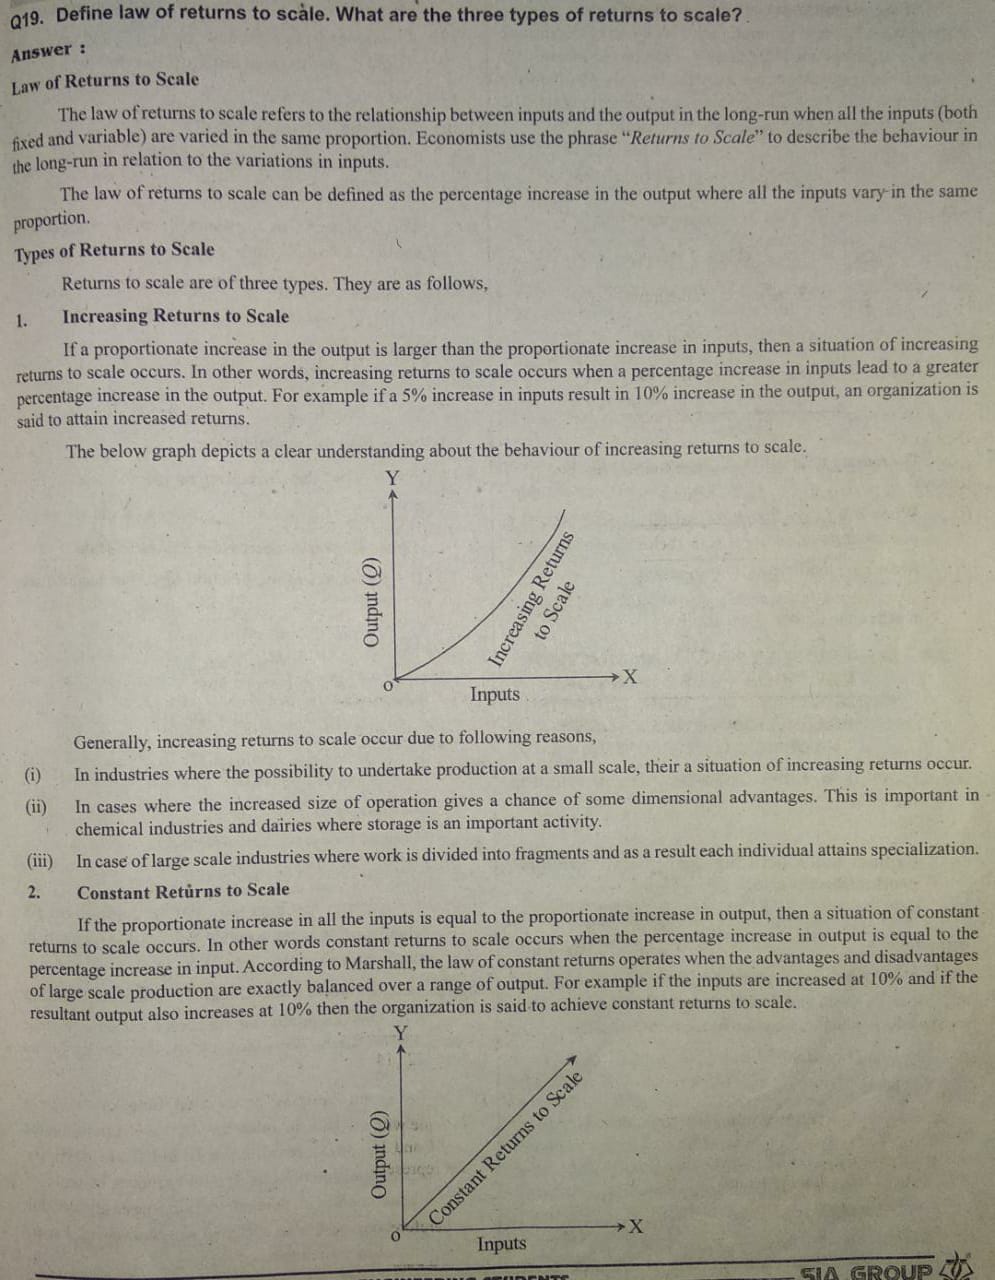 Q19. Define law of returns to scale. What are the three types of returns to scale?
Answer :
Law of Returns to Scale
The law of returns to scale refers to the relationship between inputs and the output in the long-run when all the inputs (both
fixed and variable) are varied in the same proportion. Economists use the phrase “Returns to Scale” to describe the behaviour in
the long-run in relation to the variations in inputs.
The law of returns to scale can be defined as the percentage increase in the output where all the inputs vary in the same
proportion.
Types of Returns to Scale
Returns to scale are of three types. They are as follows,
1. Increasing Returns to Scale
If a proportionate increase in the output is larger than the proportionate increase in inputs, then a situation of increasing
returns to scale occurs. In other words, increasing returns to scale occurs when a percentage increase in inputs lead to a greater
percentage increase in the output. For example if a 5% increase in inputs result in 10% increase in the output, an organization is
said to attain increased returns.
The below graph depicts a clear understanding about the behaviour of increasing returns to scale.
Y
Output (Q)
Increasing Returns
to Scale
O
X
Inputs
Generally, increasing returns to scale occur due to following reasons,
(i) In industries where the possibility to undertake production at a small scale, their a situation of increasing returns occur.
(ii) In cases where the increased size of operation gives a chance of some dimensional advantages. This is important in
chemical industries and dairies where storage is an important activity.
(iii) In case of large scale industries where work is divided into fragments and as a result each individual attains specialization.
2. Constant Returns to Scale
If the proportionate increase in all the inputs is equal to the proportionate increase in output, then a situation of constant
returns to scale occurs. In other words constant returns to scale occurs when the percentage increase in output is equal to the
percentage increase in input. According to Marshall, the law of constant returns operates when the advantages and disadvantages
of large scale production are exactly balanced over a range of output. For example if the inputs are increased at 10% and if the
resultant output also increases at 10% then the organization is said to achieve constant returns to scale.
Y
Output (Q)
Constant Returns to Scale
O
X
Inputs
SIA GROUP